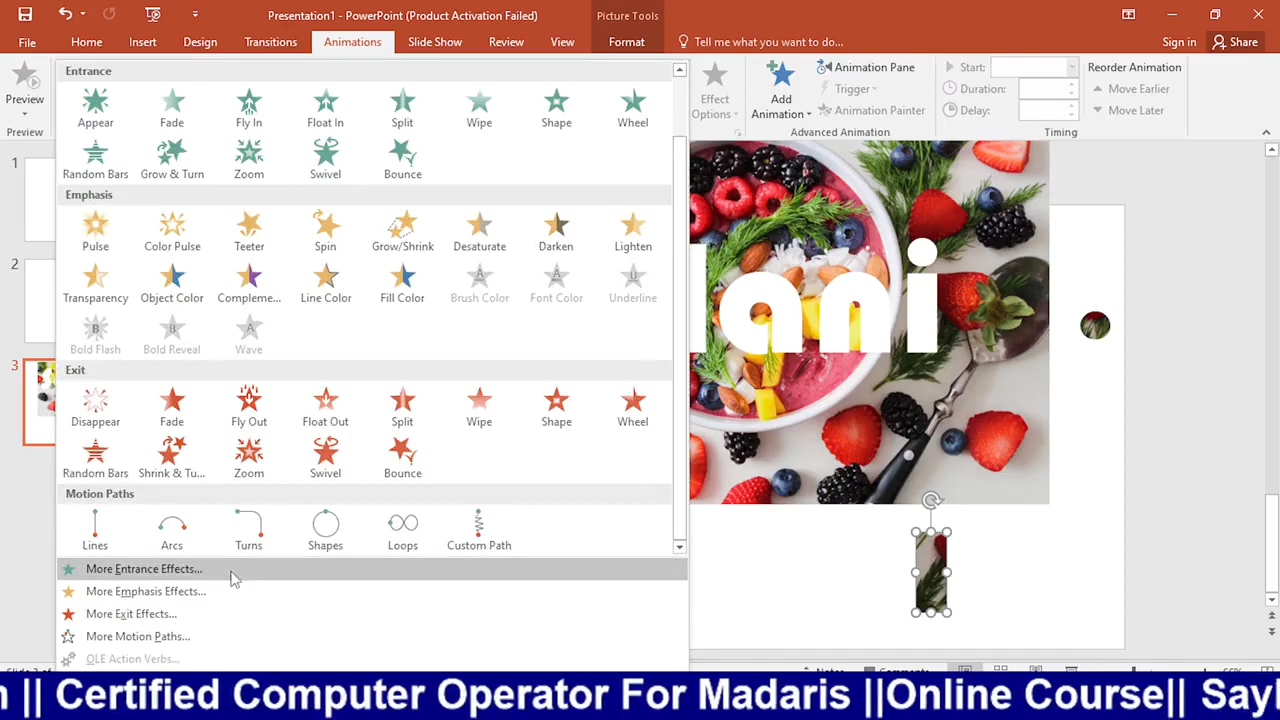 Presentation1 - PowerPoint (Product Activation Failed)
Picture Tools
File Home Insert Design Transitions Animations Slide Show Review View Format Tell me what you want to do... Sign in Share
Preview
Preview
Entrance
Appear Fade Fly In Float In Split Wipe Shape Wheel
Random Bars Grow & Turn Zoom Swivel Bounce
Emphasis
Pulse Color Pulse Teeter Spin Grow/Shrink Desaturate Darken Lighten
Transparency Object Color Compleme... Line Color Fill Color Brush Color Font Color Underline
Bold Flash Bold Reveal Wave
Exit
Disappear Fade Fly Out Float Out Split Wipe Shape Wheel
Random Bars Shrink & Tu... Zoom Swivel Bounce
Motion Paths
Lines Arcs Turns Shapes Loops Custom Path
More Entrance Effects...
More Emphasis Effects...
More Exit Effects...
More Motion Paths...
OLE Action Verbs...
Effect Options
Add Animation
Animation Pane
Trigger
Animation Painter
Advanced Animation
Start:
Duration:
Delay:
Reorder Animation
Move Earlier
Move Later
Timing
1
2
3
ani
|| Certified Computer Operator For Madaris ||Online Course||